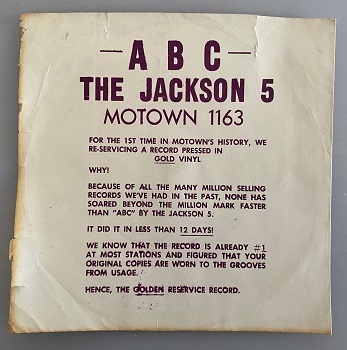 — A B C —
THE JACKSON 5
MOTOWN 1163
FOR THE 1ST TIME IN MOTOWN'S HISTORY, WE
RE-SERVICING A RECORD PRESSED IN
GOLD VINYL
WHY!
BECAUSE OF ALL THE MANY MILLION SELLING
RECORDS WE'VE HAD IN THE PAST, NONE HAS
SOARED BEYOND THE MILLION MARK FASTER
THAN "ABC" BY THE JACKSON 5.
IT DID IT IN LESS THAN 12 DAYS!
WE KNOW THAT THE RECORD IS ALREADY #1
AT MOST STATIONS AND FIGURED THAT YOUR
ORIGINAL COPIES ARE WORN TO THE GROOVES
FROM USAGE.
HENCE, THE GOLDEN RESERVICE RECORD.